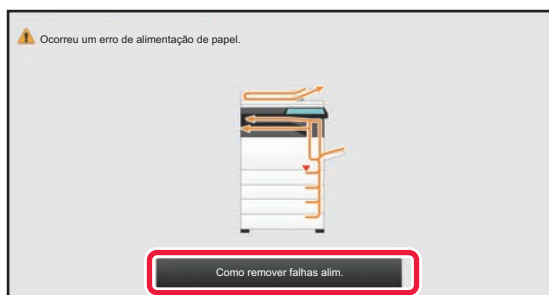 Ocorreu um erro de alimentação de papel.
Como remover falhas alim.